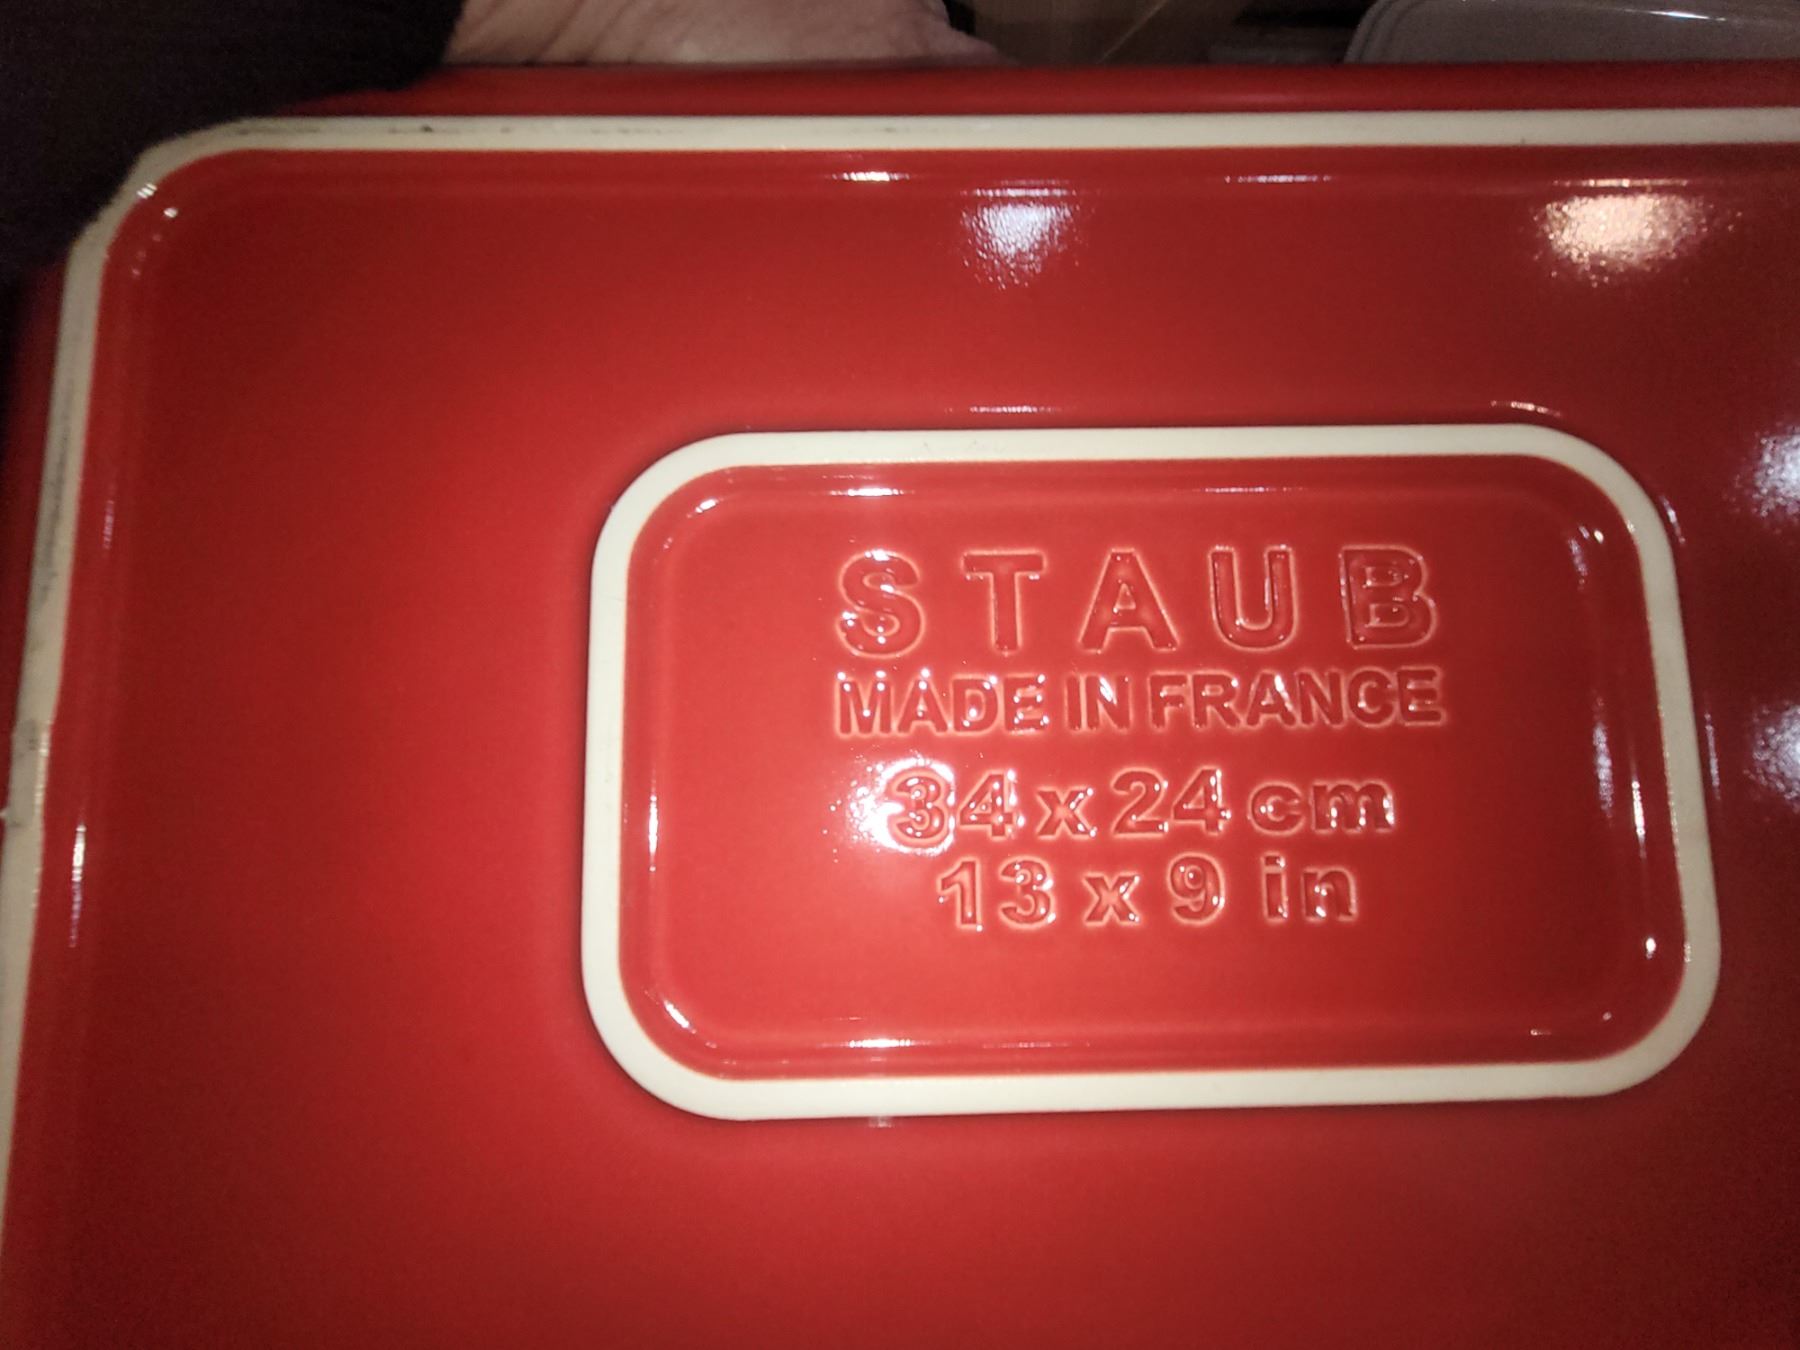 STAUB
MADE IN FRANCE
34 x 24 cm
13 x 9 in